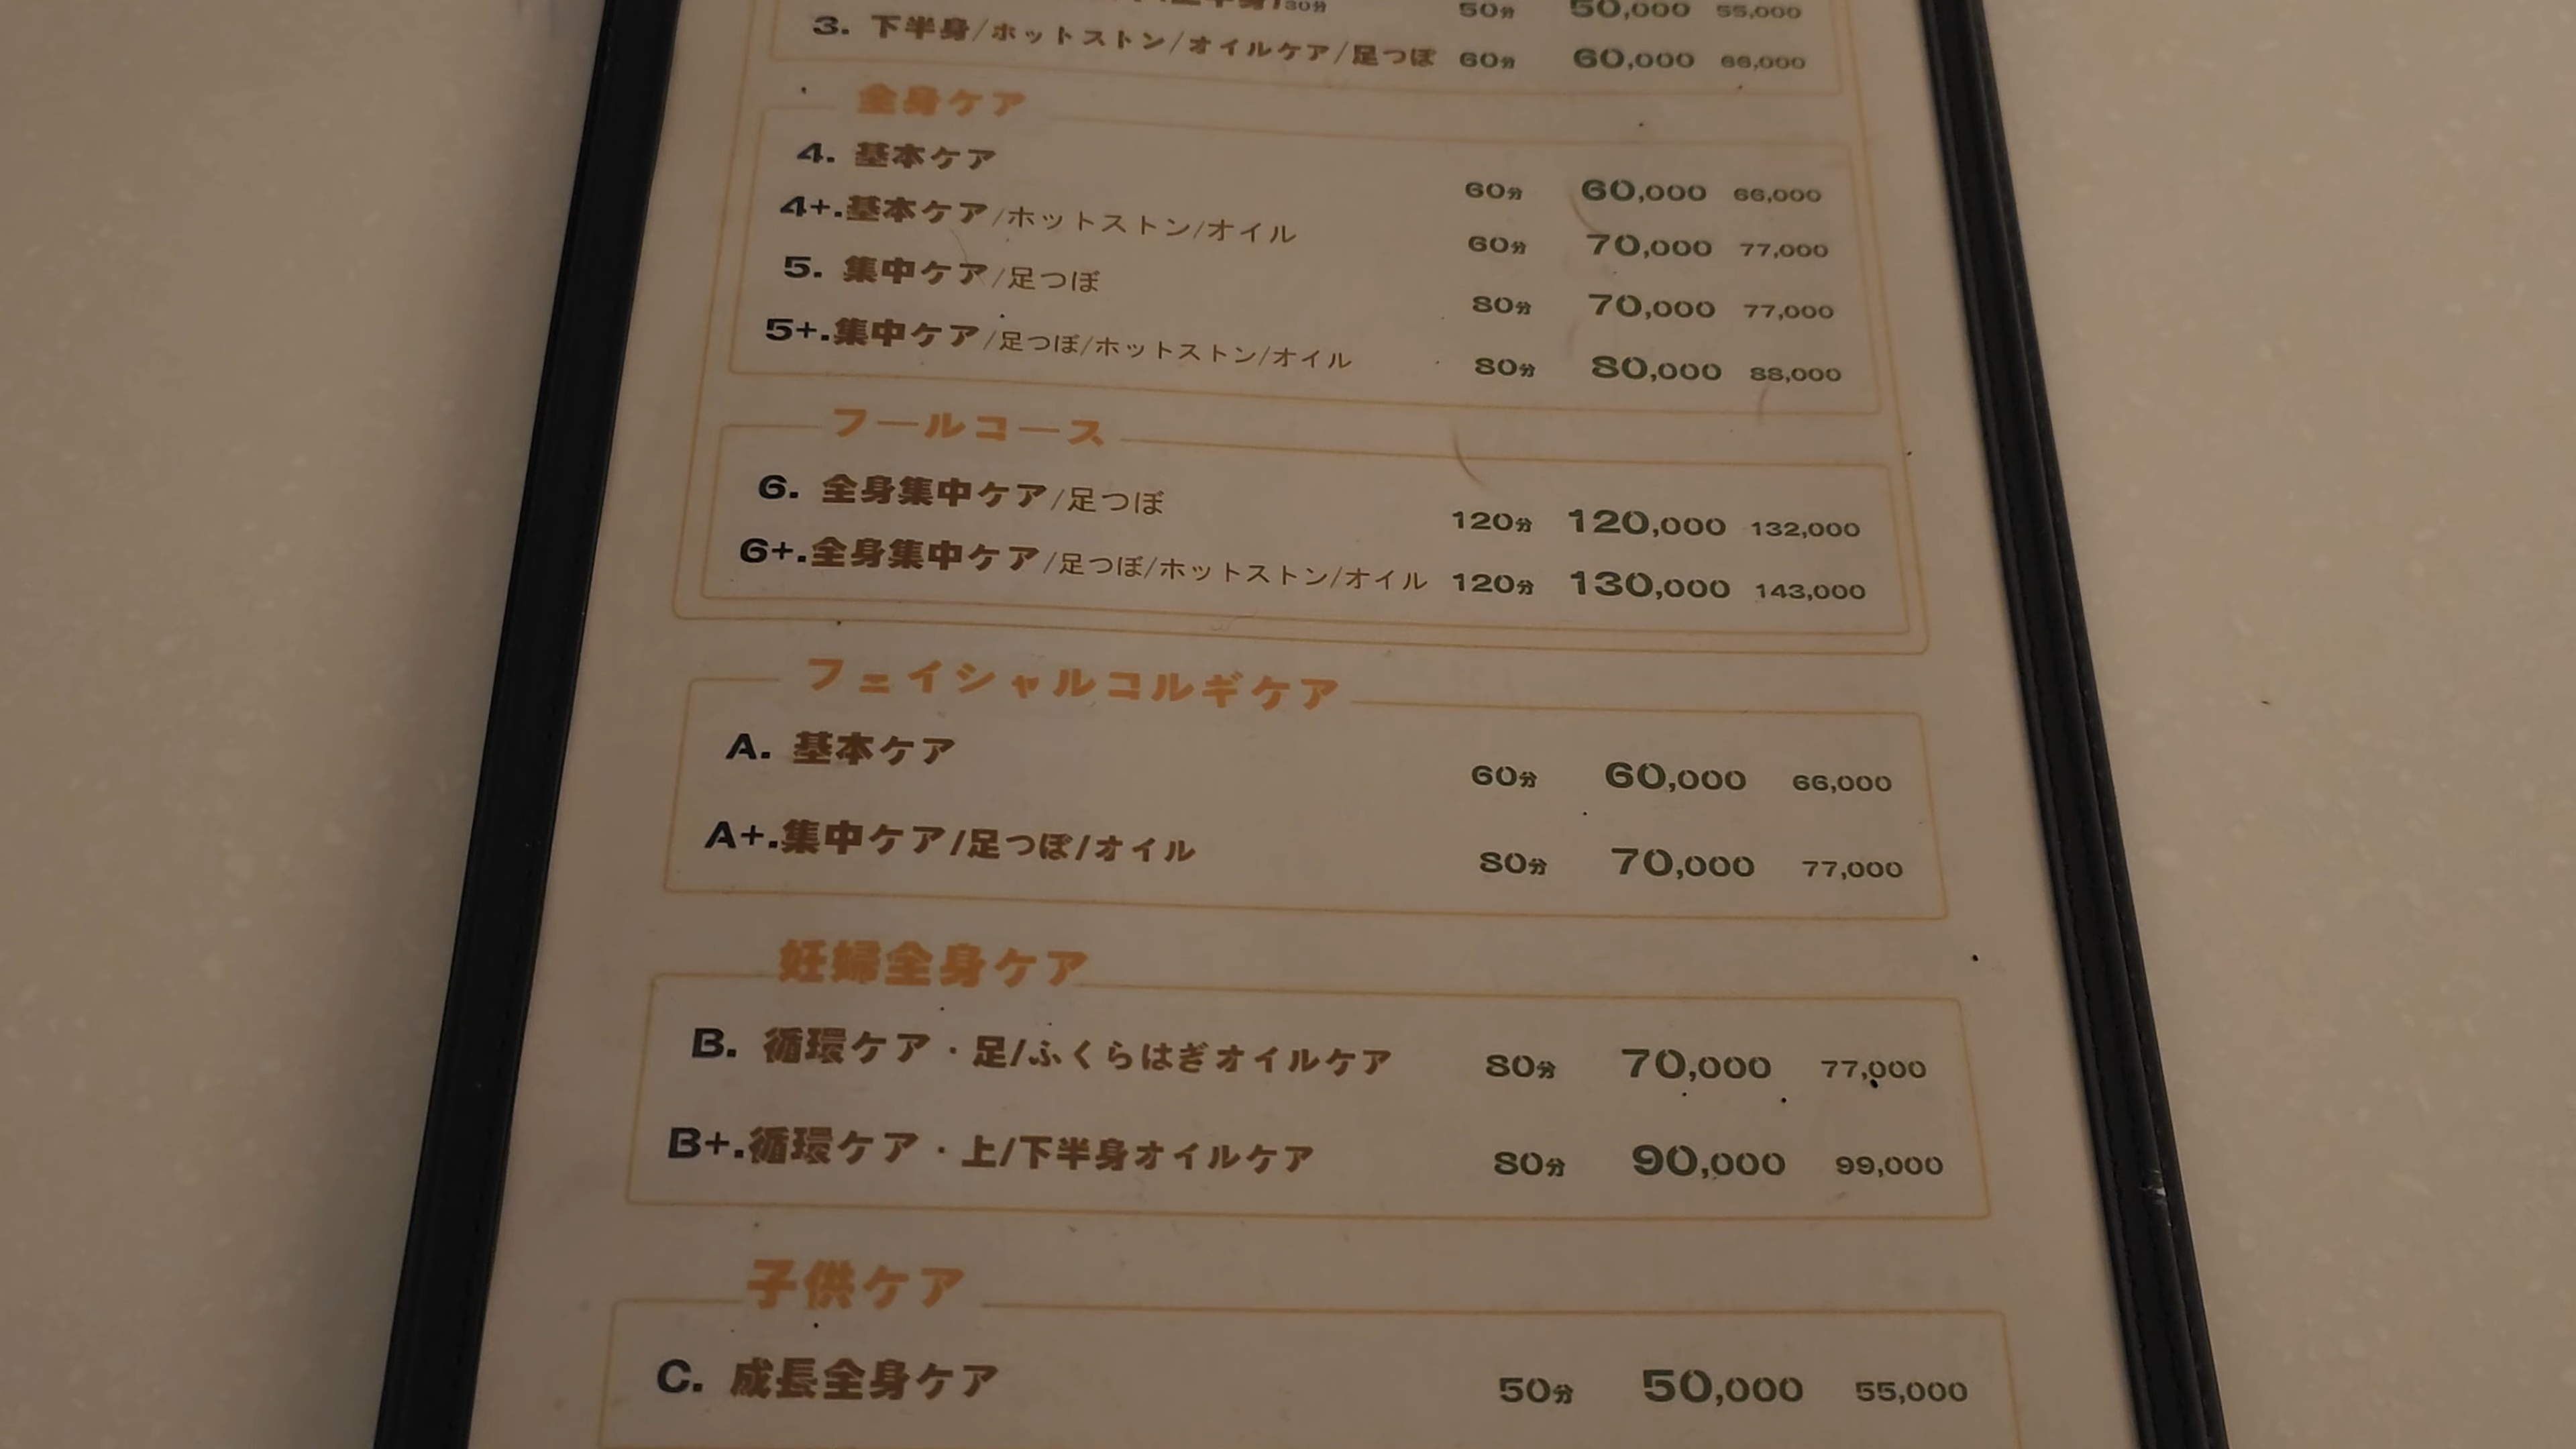 30分 50分 50,000 55,000
3. 下半身/ホットストン/オイルケア/足つぼ 60分 60,000 66,000
全身ケア
4. 基本ケア 60分 60,000 66,000
4+.基本ケア/ホットストン/オイル 60分 70,000 77,000
5. 集中ケア/足つぼ 80分 70,000 77,000
5+.集中ケア/足つぼ/ホットストン/オイル 80分 80,000 88,000
フールコース
6. 全身集中ケア/足つぼ 120分 120,000 132,000
6+.全身集中ケア/足つぼ/ホットストン/オイル 120分 130,000 143,000
フェイシャルコルギケア
A. 基本ケア 60分 60,000 66,000
A+.集中ケア/足つぼ/オイル 80分 70,000 77,000
妊婦全身ケア
B. 循環ケア・足/ふくらはぎオイルケア 80分 70,000 77,000
B+.循環ケア・上/下半身オイルケア 80分 90,000 99,000
子供ケア
C. 成長全身ケア 50分 50,000 55,000